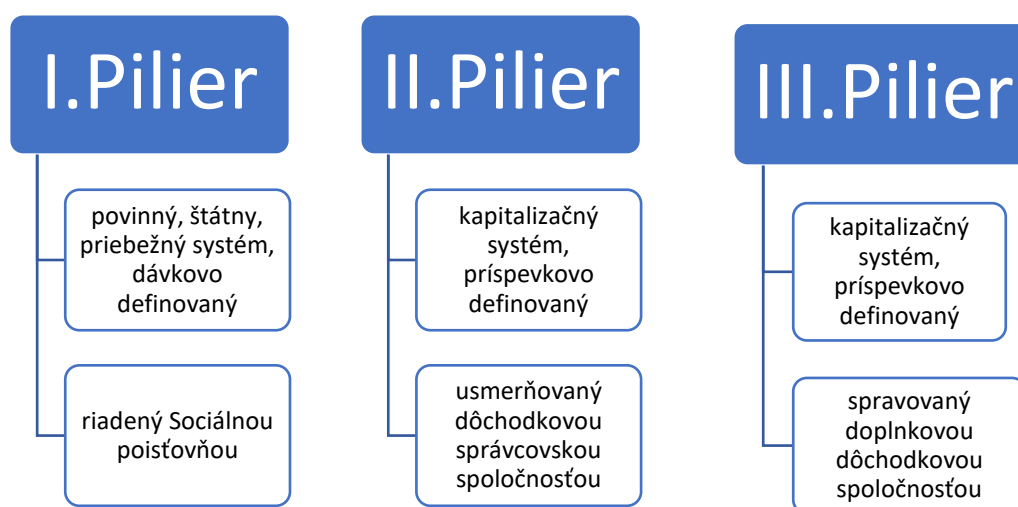 I.Pilier
povinný, štátny,
priebežný systém,
dávkovo
definovaný
riadený Sociálnou
poisťovňou
II.Pilier
kapitalizačný
systém,
príspevkovo
definovaný
usmerňovaný
dôchodkovou
správcovskou
spoločnosťou
III.Pilier
kapitalizačný
systém,
príspevkovo
definovaný
spravovaný
doplnkovou
dôchodkovou
spoločnosťou